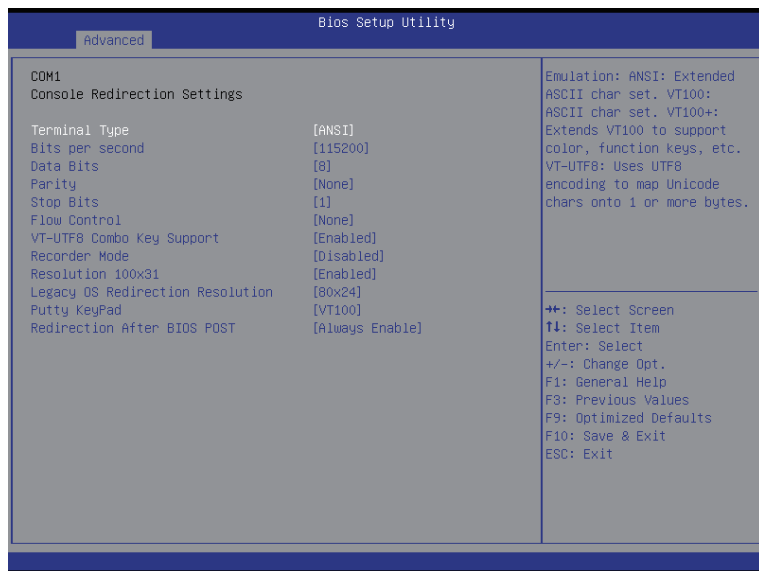 Bios Setup Utility
Advanced
COM1
Console Redirection Settings
Terminal Type [ANSI]
Bits per second [115200]
Data Bits [8]
Parity [None]
Stop Bits [1]
Flow Control [None]
VT-UTF8 Combo Key Support [Enabled]
Recorder Mode [Disabled]
Resolution 100x31 [Enabled]
Legacy OS Redirection Resolution [80x24]
Putty KeyPad [VT100]
Redirection After BIOS POST [Always Enable]
Emulation: ANSI: Extended
ASCII char set. VT100:
ASCII char set. VT100+:
Extends VT100 to support
color, function keys, etc.
VT-UTF8: Uses UTF8
encoding to map Unicode
chars onto 1 or more bytes.
→←: Select Screen
↑↓: Select Item
Enter: Select
+/-: Change Opt.
F1: General Help
F3: Previous Values
F9: Optimized Defaults
F10: Save & Exit
ESC: Exit